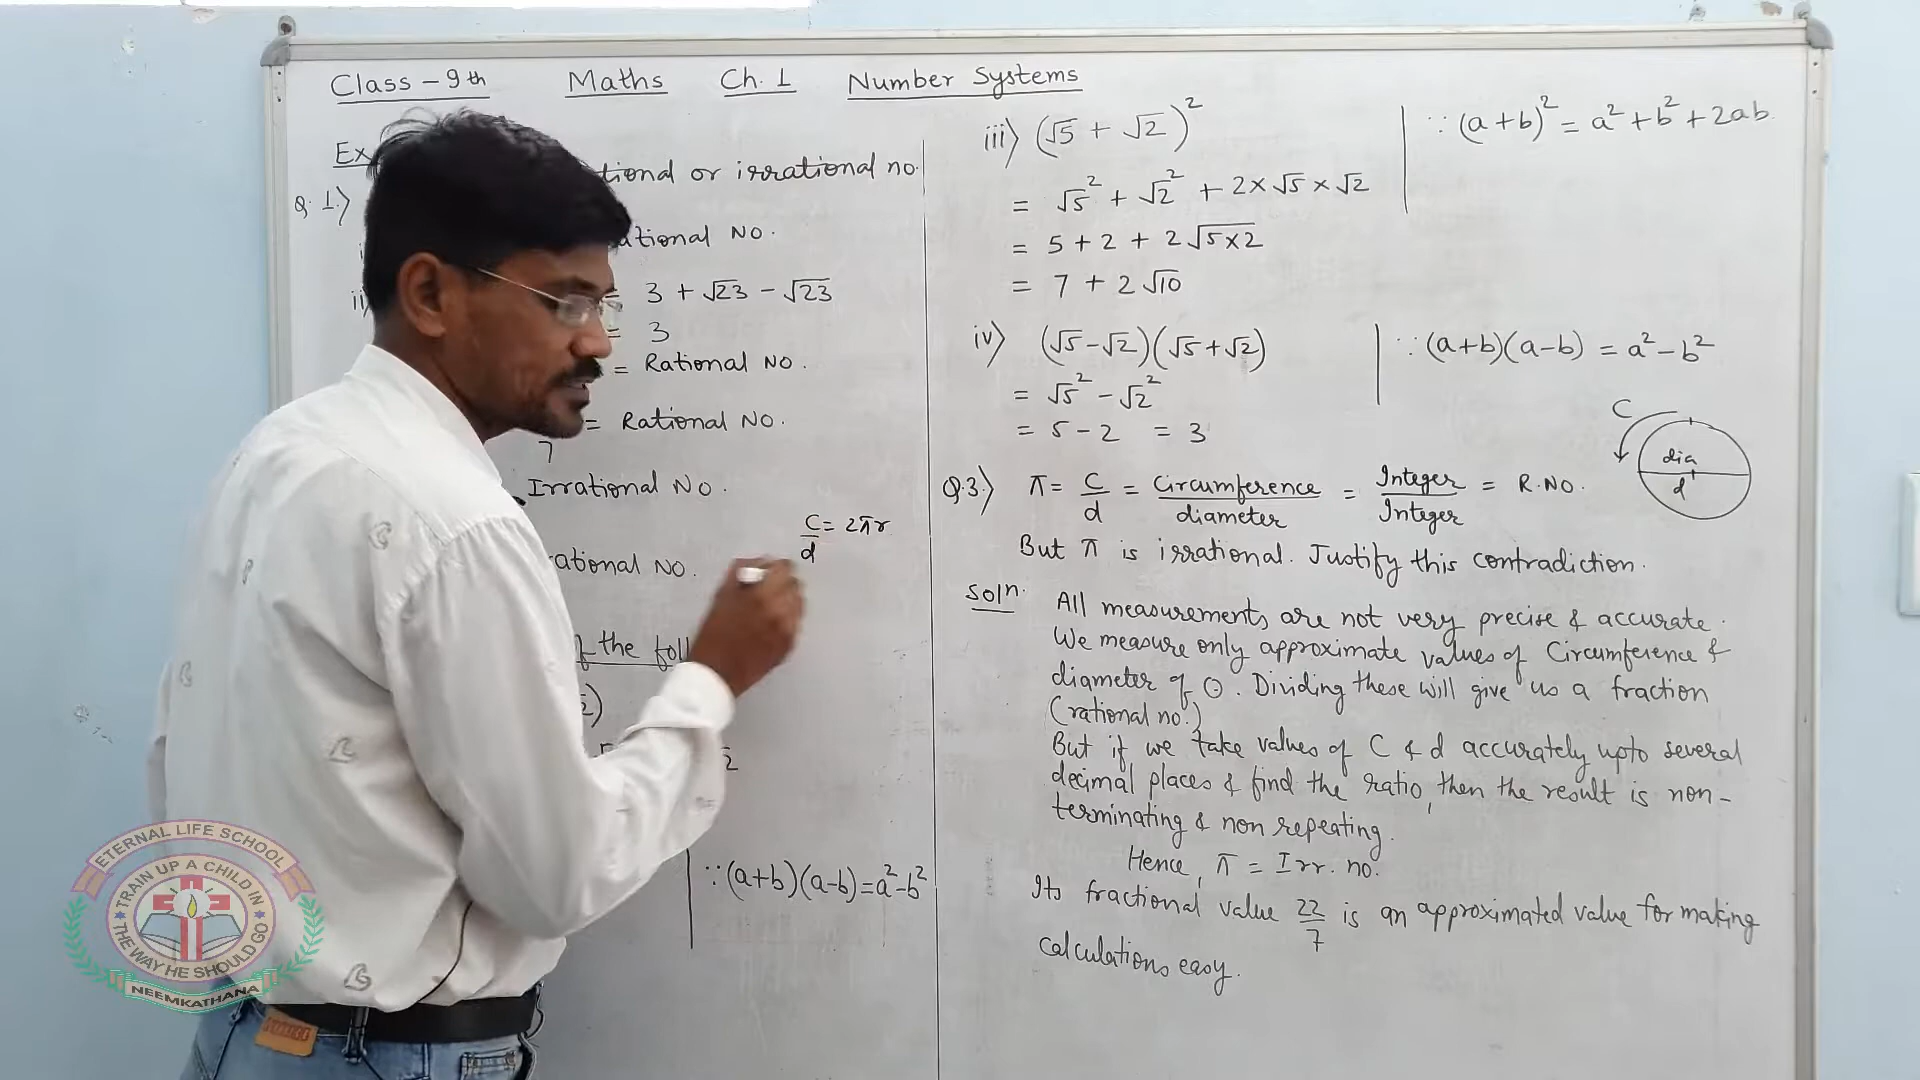 Class - 9th Maths Ch. 1 Number Systems
Ex
tional or irrational no.
Q. 1.)
ational No.
ii
= 3 + √23 - √23
= 3
= Rational No.
= Rational No.
7
Irrational No.
C = 2πr
d
ational No.
of the foll
2)
2
∵ (a+b)(a-b)=a²-b²
iii) (√5 + √2)²
∵ (a+b)² = a² + b² + 2ab
= √5² + √2² + 2×√5×√2
= 5 + 2 + 2√5×2
= 7 + 2√10
iv) (√5-√2)(√5+√2)
∵ (a+b)(a-b) = a²-b²
= √5² - √2²
= 5 - 2 = 3
C
dia
d
Q.3.) π = C/d = Circumference/diameter = Integer/Integer = R.No.
But π is irrational. Justify this contradiction.
Soln. All measurements are not very precise & accurate.
We measure only approximate values of Circumference &
diameter of ⊙. Dividing these will give us a fraction
(rational no.)
But if we take values of C & d accurately upto several
decimal places & find the ratio, then the result is non-
terminating & non repeating.
Hence, π = Irr. no.
Its fractional value 22/7 is an approximated value for making
calculations easy.
ETERNAL LIFE SCHOOL
TRAIN UP A CHILD IN
THE WAY HE SHOULD GO
NEEMKATHANA